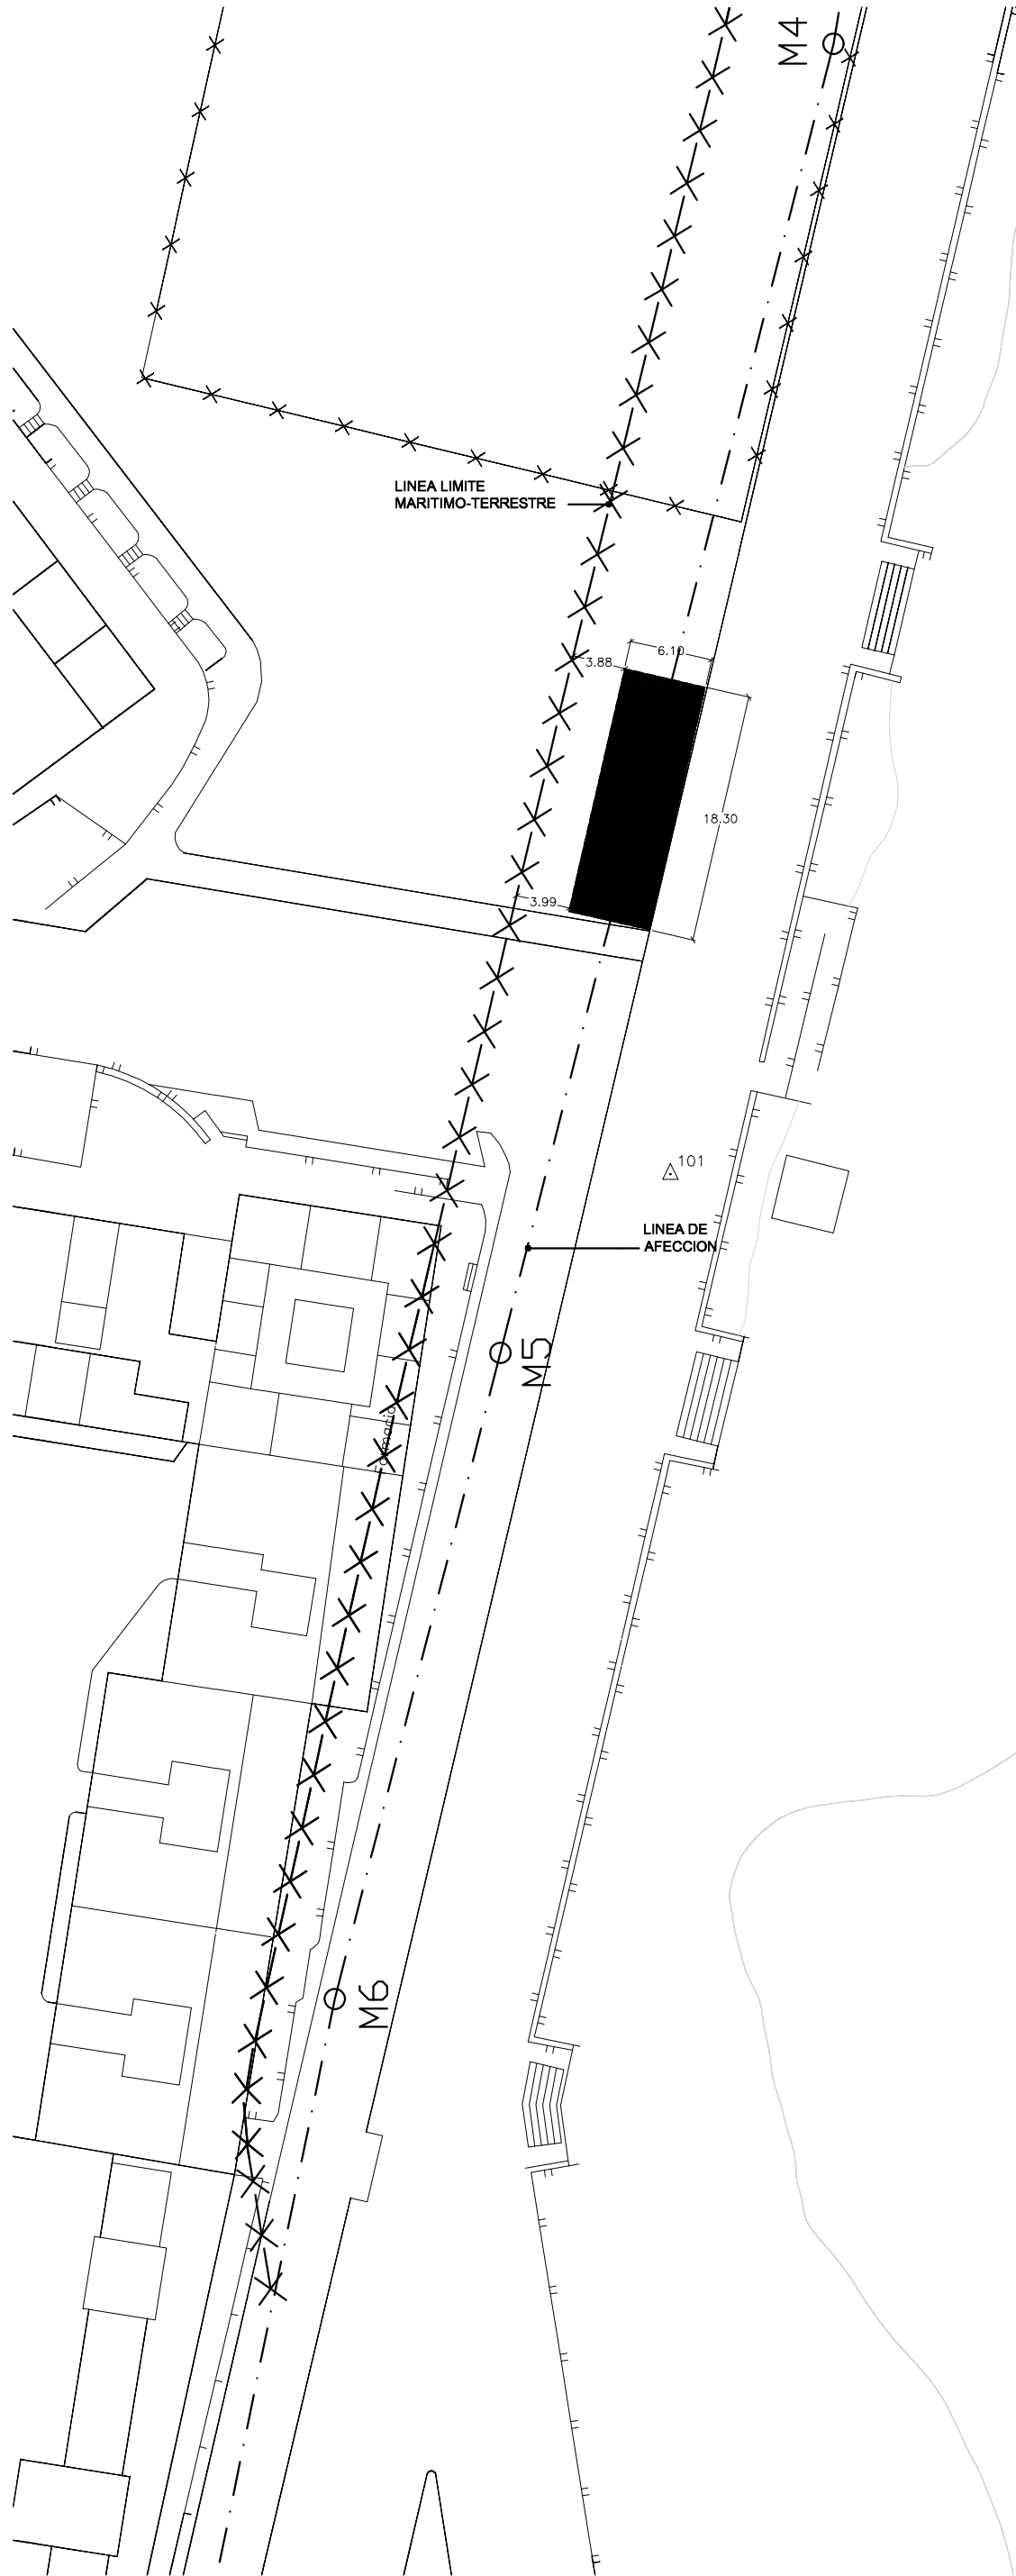 M4
LINEA LIMITE
MARITIMO-TERRESTRE
6.10
3.88
18.30
3.99
101
LINEA DE
AFECCION
M5
M6